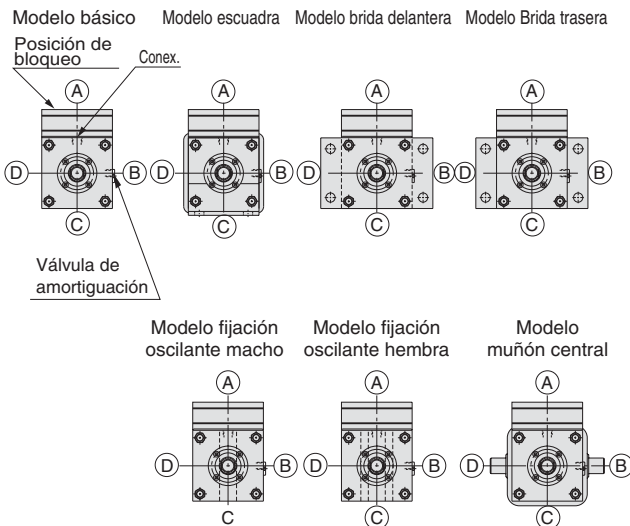 Modelo básico
Modelo escuadra
Modelo brida delantera
Modelo Brida trasera
Posición de
bloqueo
Conex.
A
A
A
A
D
B
D
B
D
B
D
B
C
C
C
C
Válvula de
amortiguación
Modelo fijación
oscilante macho
Modelo fijación
oscilante hembra
Modelo
muñón central
A
A
A
D
B
D
B
D
B
C
C
C